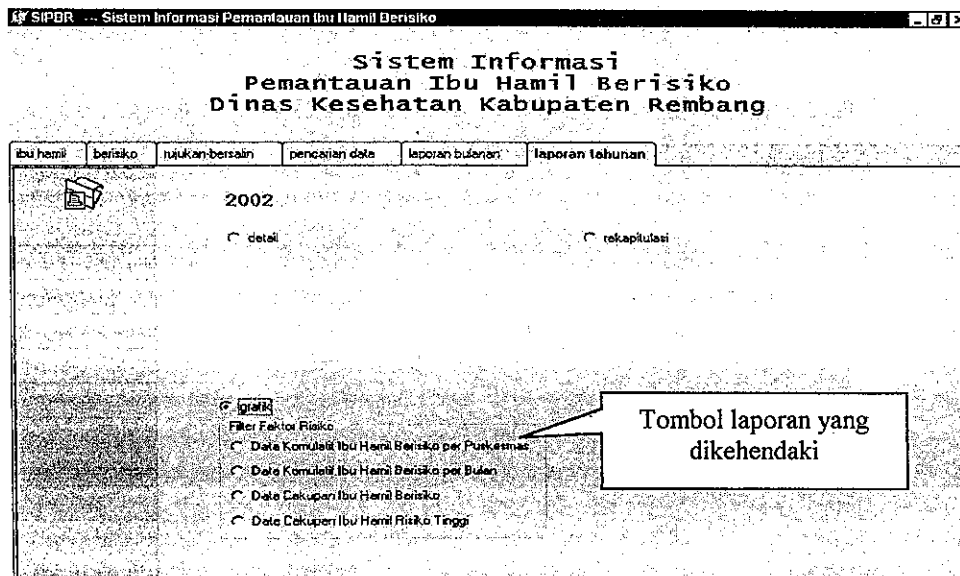 SIPBR --- Sistem Informasi Pemantauan Ibu Hamil Berisiko
Sistem Informasi
Pemantauan Ibu Hamil Berisiko
Dinas Kesehatan Kabupaten Rembang
ibu hamil
berisiko
rujukan-bersalin
pencarian data
laporan bulanan
laporan tahunan
2002
detail
rekapitulasi
grafik
Filter Faktor Risiko
Data Komulatif Ibu Hamil Berisiko per Puskesmas
Data Komulatif Ibu Hamil Berisiko per Bulan
Data Cakupan Ibu Hamil Berisiko
Data Cakupan Ibu Hamil Risiko Tinggi
Tombol laporan yang
dikehendaki